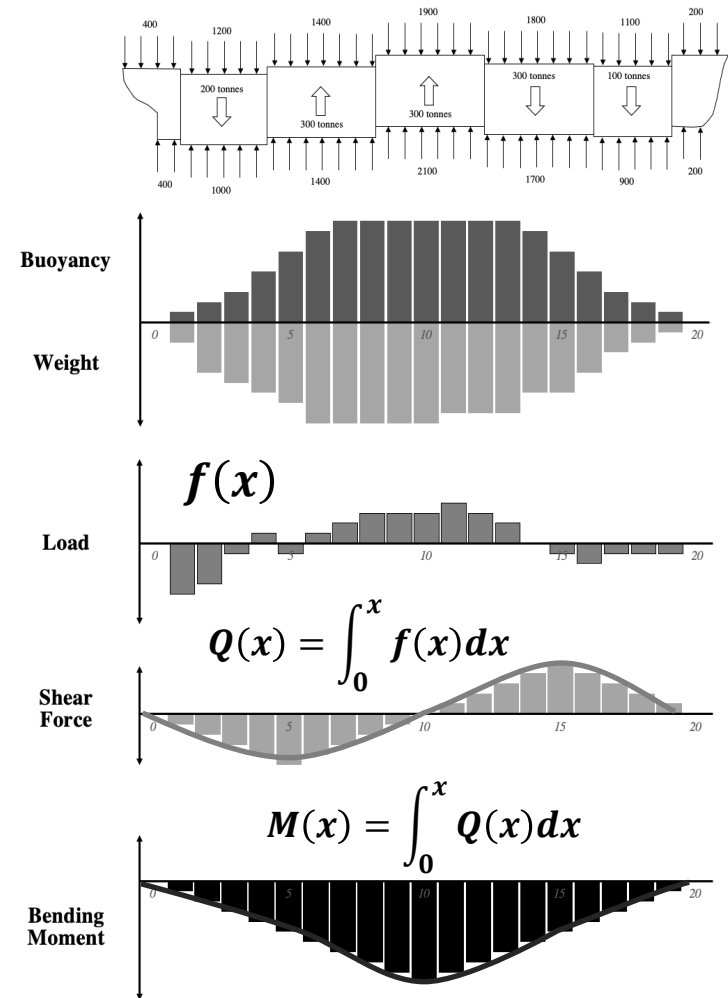 400
1200
1400
1900
1800
1100
200
200 tonnes
300 tonnes
300 tonnes
300 tonnes
100 tonnes
400
1000
1400
2100
1700
900
200
Buoyancy
0 5 10 15 20
Weight
f(x)
Load
0 5 10 15 20
Q(x) = ∫₀ˣ f(x)dx
Shear
Force
0 5 10 15 20
M(x) = ∫₀ˣ Q(x)dx
0 5 10 15 20
Bending
Moment